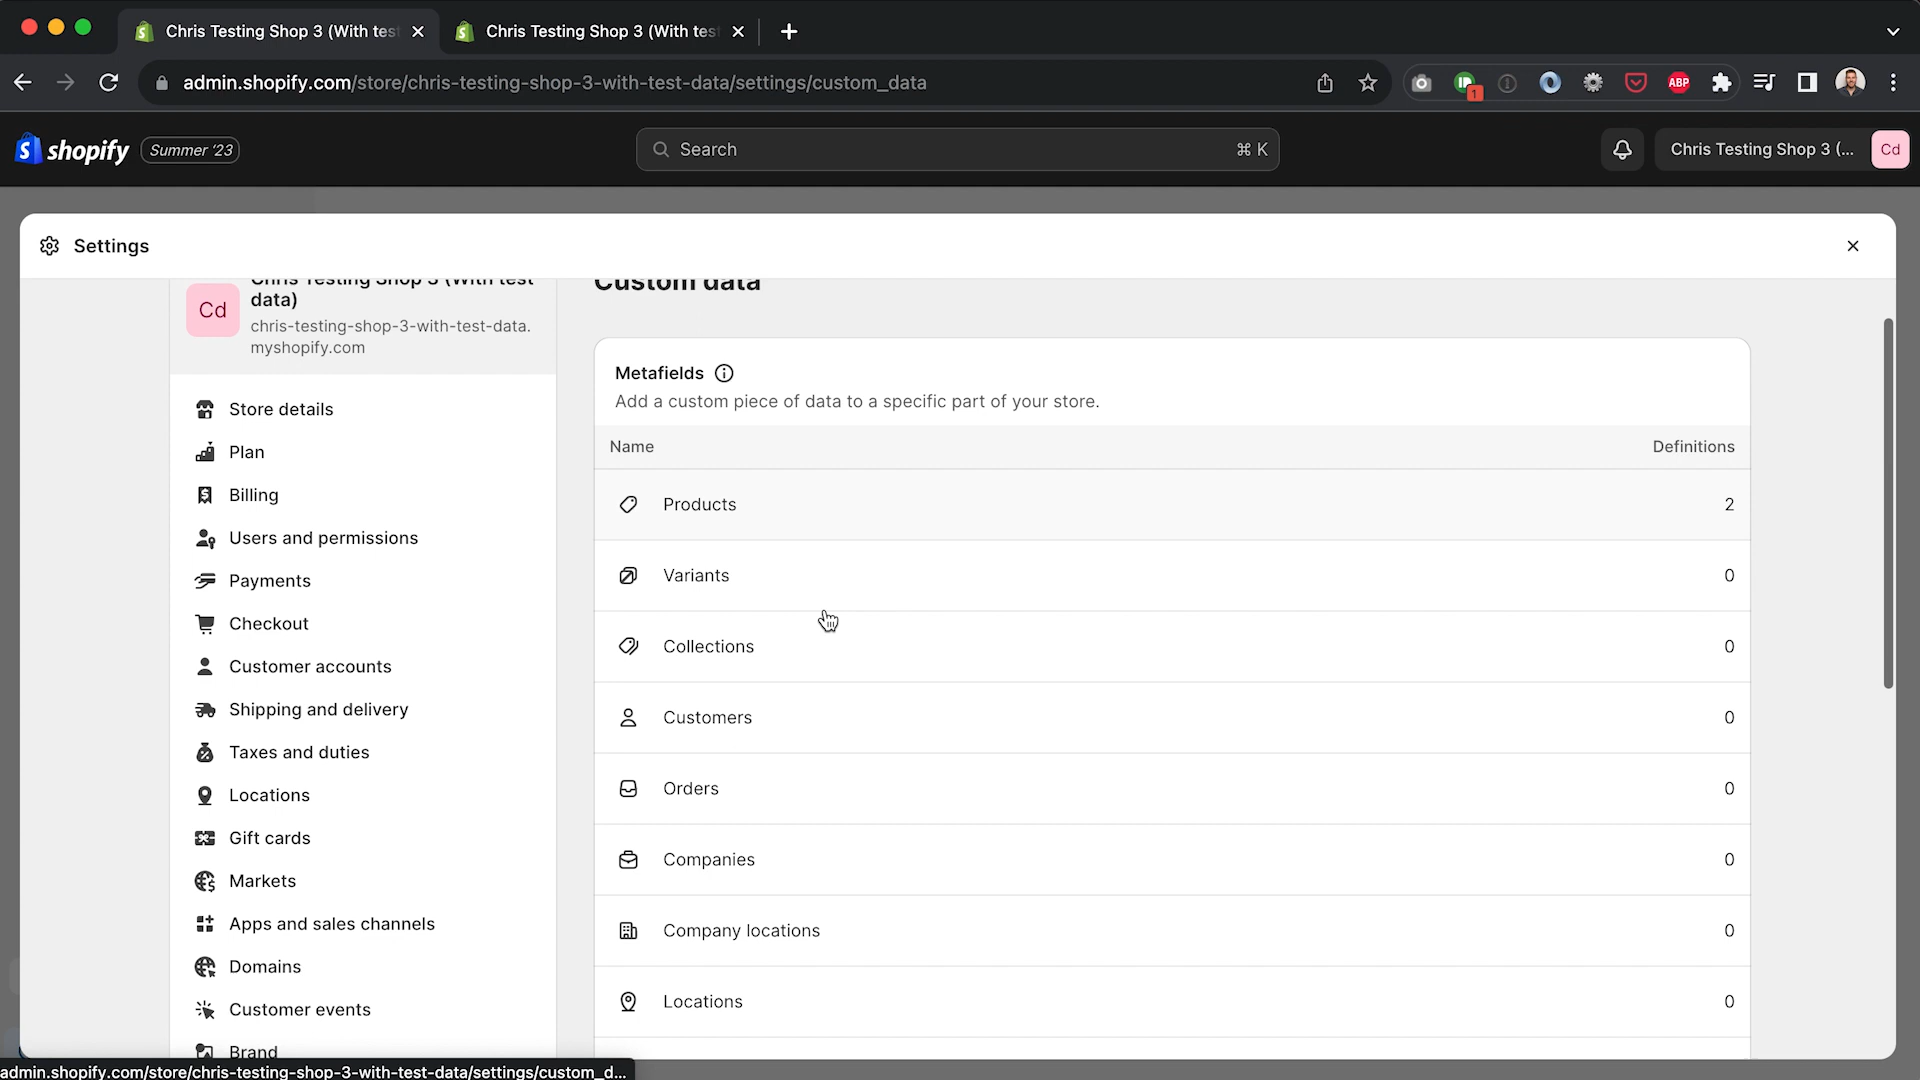 Chris Testing Shop 3 (With tes
Chris Testing Shop 3 (With tes
admin.shopify.com/store/chris-testing-shop-3-with-test-data/settings/custom_data
1
ABP
shopify
Summer '23
Search
⌘ K
Chris Testing Shop 3 (...
Cd
Settings
Cd
Chris Testing Shop 3 (With test
data)
chris-testing-shop-3-with-test-data.
myshopify.com
Store details
Plan
Billing
Users and permissions
Payments
Checkout
Customer accounts
Shipping and delivery
Taxes and duties
Locations
Gift cards
Markets
Apps and sales channels
Domains
Customer events
Brand
Custom data
Metafields
Add a custom piece of data to a specific part of your store.
Name Definitions
Products 2
Variants 0
Collections 0
Customers 0
Orders 0
Companies 0
Company locations 0
Locations 0
admin.shopify.com/store/chris-testing-shop-3-with-test-data/settings/custom_d...